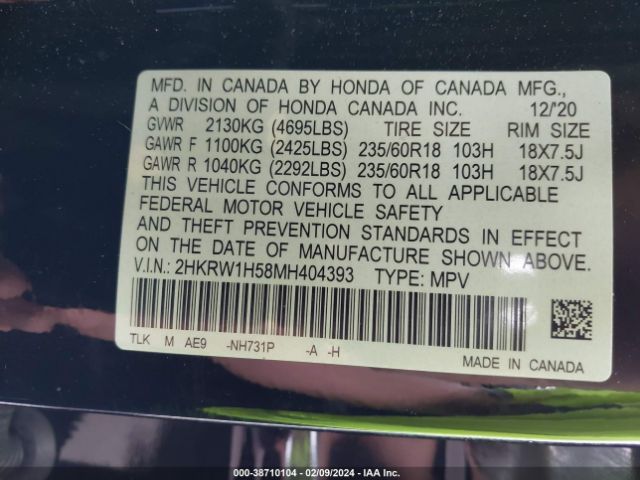 MFD. IN CANADA BY HONDA OF CANADA MFG.,
A DIVISION OF HONDA CANADA INC. 12/'20
GVWR 2130KG (4695LBS) TIRE SIZE RIM SIZE
GAWR F 1100KG (2425LBS) 235/60R18 103H 18X7.5J
GAWR R 1040KG (2292LBS) 235/60R18 103H 18X7.5J
THIS VEHICLE CONFORMS TO ALL APPLICABLE
FEDERAL MOTOR VEHICLE SAFETY
AND THEFT PREVENTION STANDARDS IN EFFECT
ON THE DATE OF MANUFACTURE SHOWN ABOVE.
V.I.N.: 2HKRW1H58MH404393 TYPE: MPV
TLK M AE9 -NH731P -A -H
MADE IN CANADA
000-38710104 - 02/09/2024 - IAA Inc.